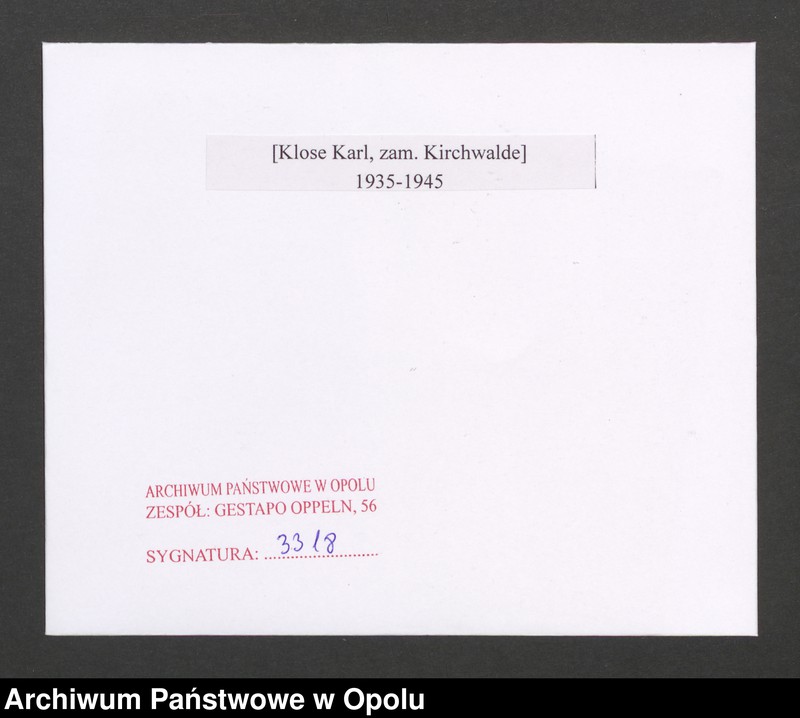 [Klose Karl, zam. Kirchwalde]
1935-1945
ARCHIWUM PAŃSTWOWE W OPOLU
ZESPÓŁ: GESTAPO OPPELN, 56
SYGNATURA: ...3318...
Archiwum Państwowe w Opolu